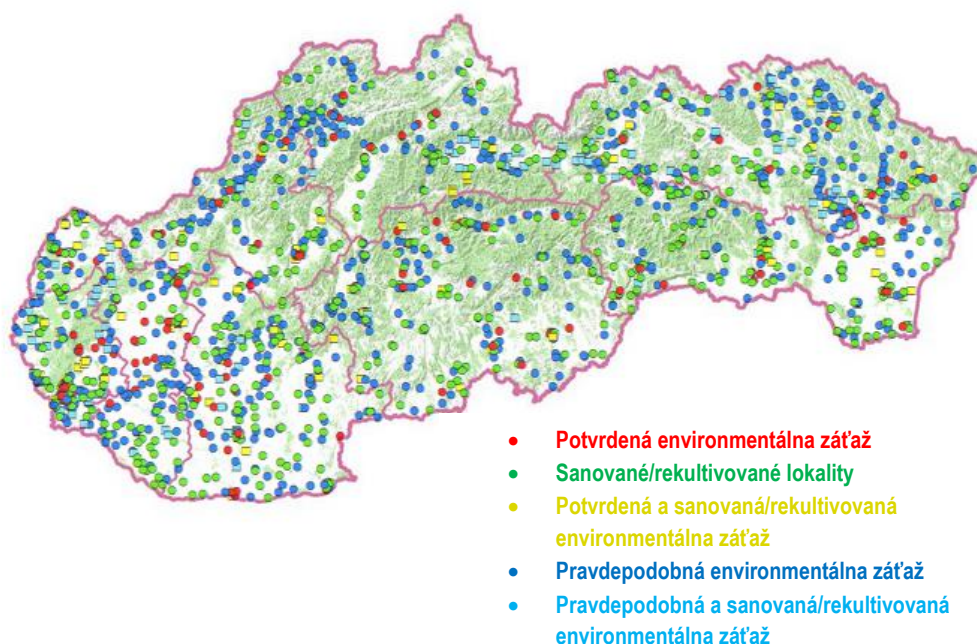 • Potvrdená environmentálna záťaž
• Sanované/rekultivované lokality
• Potvrdená a sanovaná/rekultivovaná
environmentálna záťaž
• Pravdepodobná environmentálna záťaž
• Pravdepodobná a sanovaná/rekultivovaná
environmentálna záťaž